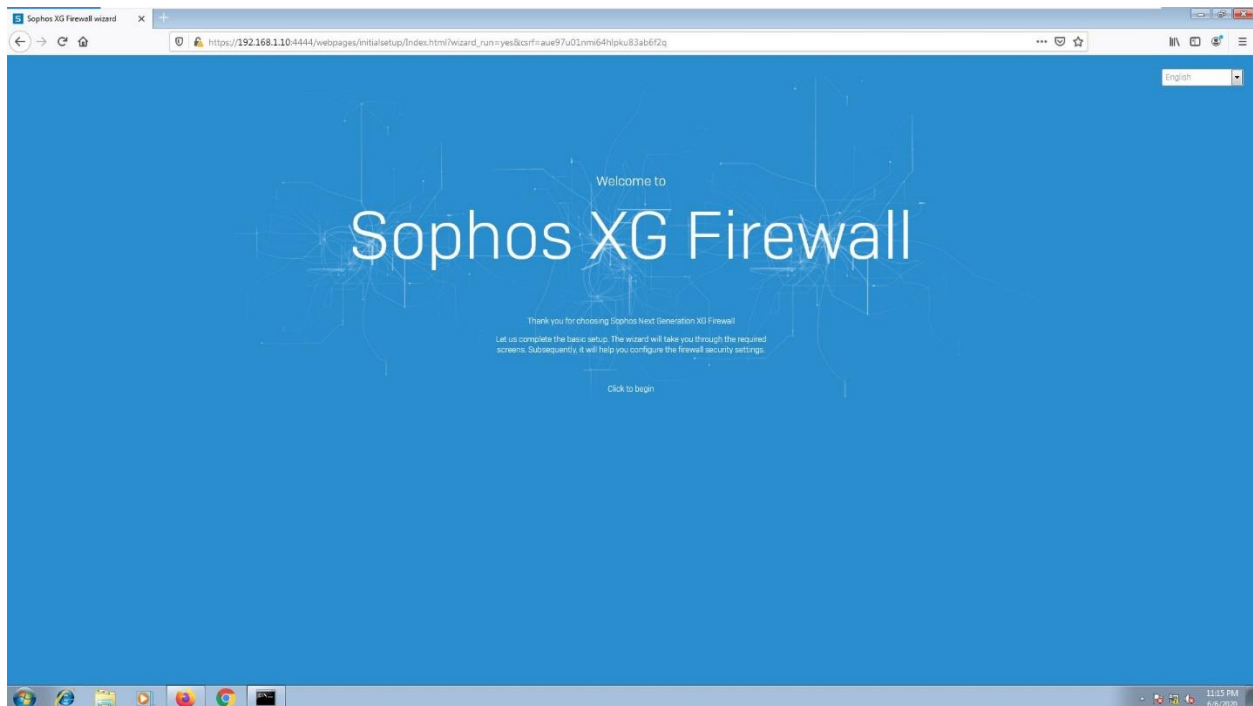 Sophos XG Firewall wizard
https://192.168.1.10:4444/webpages/initialsetup/Index.html?wizard_run=yes&csrf=aue97u01nmi64hlpku83ab6f2q
English
Welcome to
Sophos XG Firewall
Thank you for choosing Sophos Next Generation XG Firewall
Let us complete the basic setup. The wizard will take you through the required
screens. Subsequently, it will help you configure the firewall security settings.
Click to begin
11:15 PM
6/6/2020